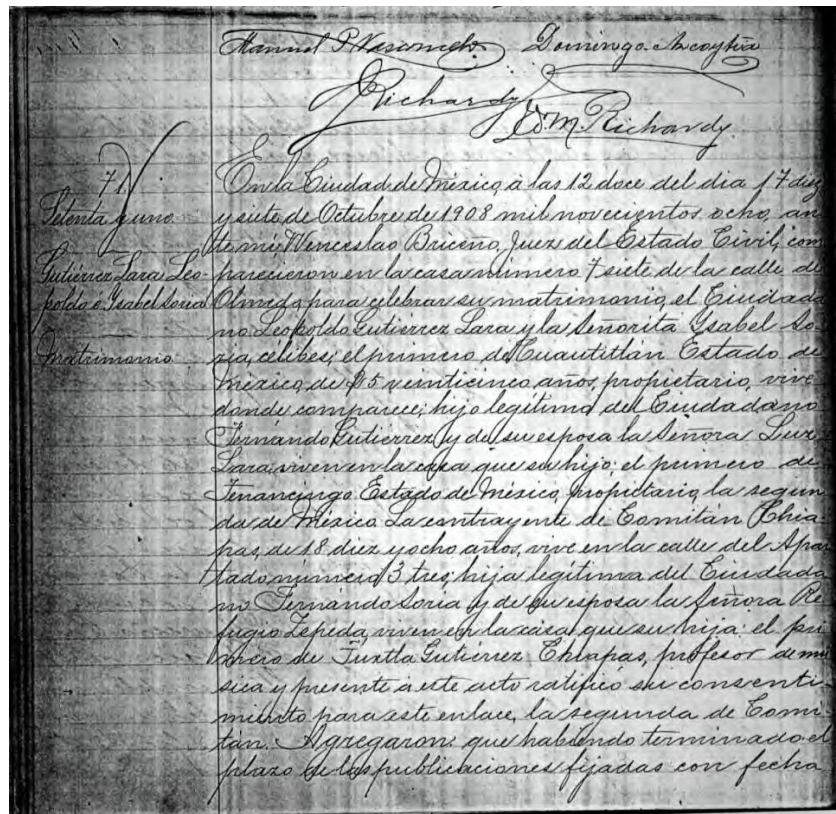 Manuel P. Vasconcelos Domingo Ancoytia
Richardy
Ed. M. Richardy.
71
Setenta y uno
Gutiérrez Lara Leo-
poldo e Ysabel Soria
Matrimonio
En la Ciudad de México, á las 12 doce del dia 17 diez
y siete de Octubre de 1908 mil novecientos ocho, an
te mi, Wenceslao Briceño, Juez del Estado Civil, com
parecieron en la casa número 7 siete de la calle de
Olmedo para celebrar su matrimonio, el Ciudada
no Leopoldo Gutierrez Lara y la Señorita Ysabel So
ria, célibes; el primero de Cuautitlán Estado de
México, de 25 veinticinco años, propietario, vive
donde comparece; hijo legítimo del Ciudadano
Fernándo Gutierrez y de su esposa la Señora Luz
Lara, viven en la casa que su hijo; el primero de
Tenancingo Estado de México, propietario, la segun
da de México. La contrayente de Comitán Chia-
pas, de 18 diez y ocho años, vive en la calle del Apar
tado número 3 tres; hija legítima del Ciudada
no Fernándo Soria y de su esposa la Señora Re
fugio Zepeda, viven en la casa que su hija: el pri
mero de Tuxtla Gutiérrez Chiapas, profesor de mú
sica y presente á este acto ratificó su consenti
miento para este enlace, la segunda de Comi
tán. Agregaron: que habiendo terminado el
plazo de las publicaciones fijadas con fecha